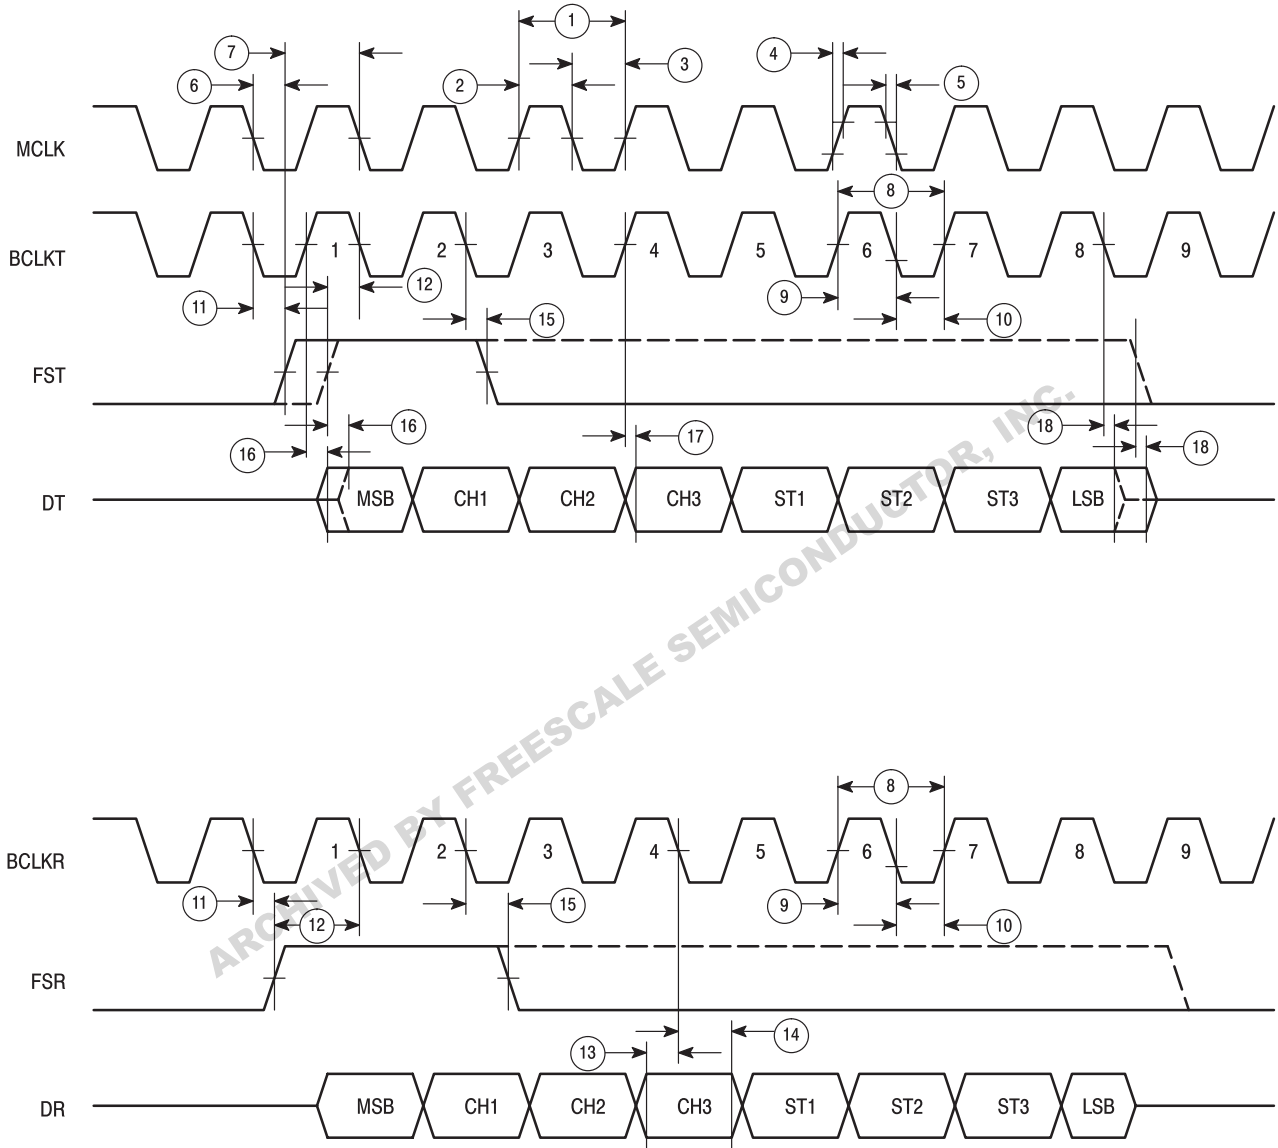 1
7
4
3
6
2
5
MCLK
8
BCLKT
1 2 3 4 5 6 7 8 9
12
11
9
15
10
FST
16
17
18
16
18
DT
MSB CH1 CH2 CH3 ST1 ST2 ST3 LSB
ARCHIVED BY FREESCALE SEMICONDUCTOR, INC.
8
BCLKR
1 2 3 4 5 6 7 8 9
11
15
9
12
10
FSR
14
13
DR
MSB CH1 CH2 CH3 ST1 ST2 ST3 LSB